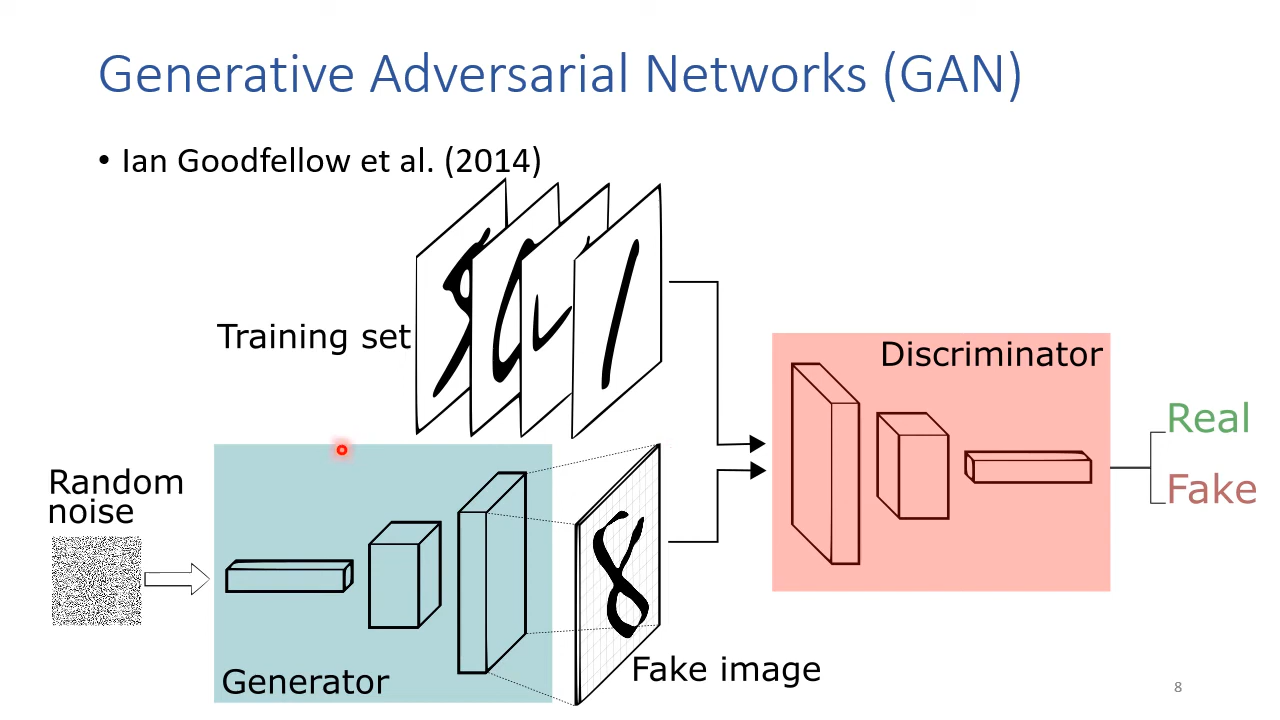 Generative Adversarial Networks (GAN)
• Ian Goodfellow et al. (2014)
Training set
Discriminator
Real
Fake
Random
noise
Generator
Fake image
8
8